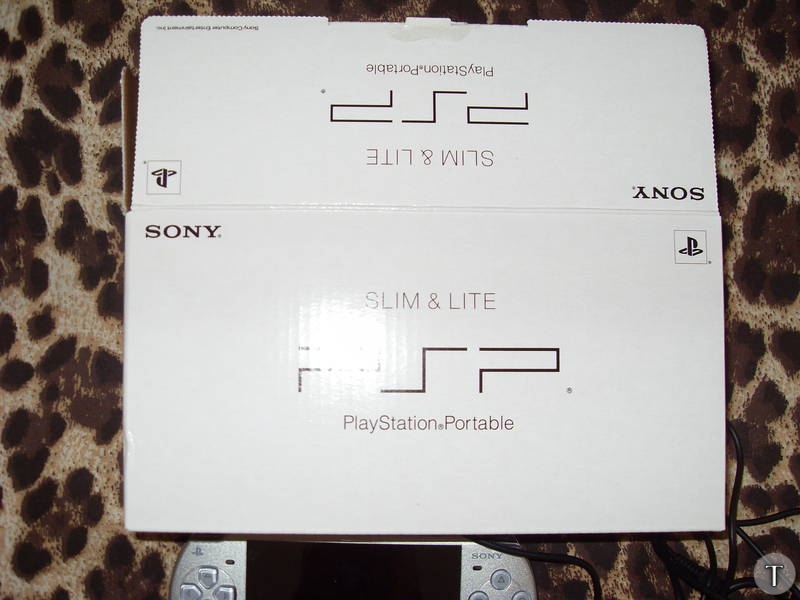 Sony Computer Entertainment Inc.
PlayStation®Portable
PSP®
SLIM & LITE
SONY®
SONY®
SLIM & LITE
PSP®
PlayStation®Portable
SONY
T